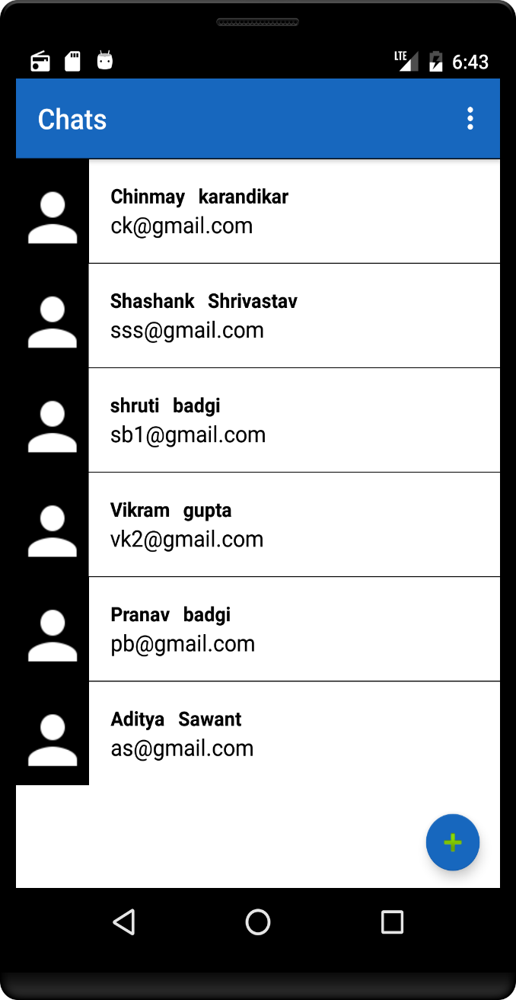 LTE 6:43
Chats
Chinmay karandikar
ck@gmail.com
Shashank Shrivastav
sss@gmail.com
shruti badgi
sb1@gmail.com
Vikram gupta
vk2@gmail.com
Pranav badgi
pb@gmail.com
Aditya Sawant
as@gmail.com